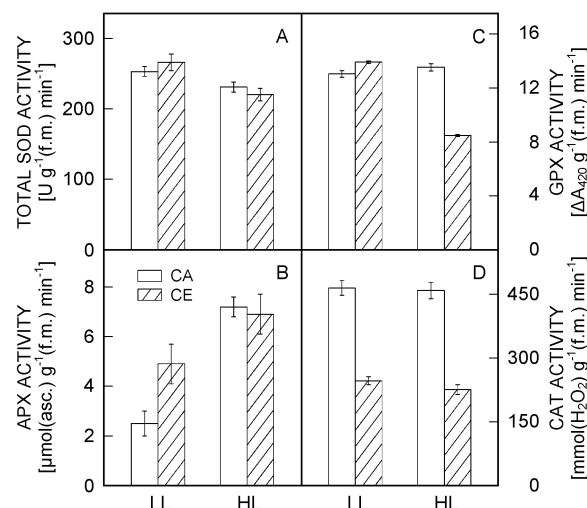 A
C
TOTAL SOD ACTIVITY
[U g⁻¹(f.m.) min⁻¹]
300
200
100
0
16
12
8
4
0
GPX ACTIVITY
[ΔA₄₂₀ g⁻¹(f.m.) min⁻¹]
B
D
CA
CE
APX ACTIVITY
[µmol(asc.) g⁻¹(f.m.) min⁻¹]
8
6
4
2
0
450
300
150
0
CAT ACTIVITY
[mmol(H₂O₂) g⁻¹(f.m.) min⁻¹]
LL HL LL HL